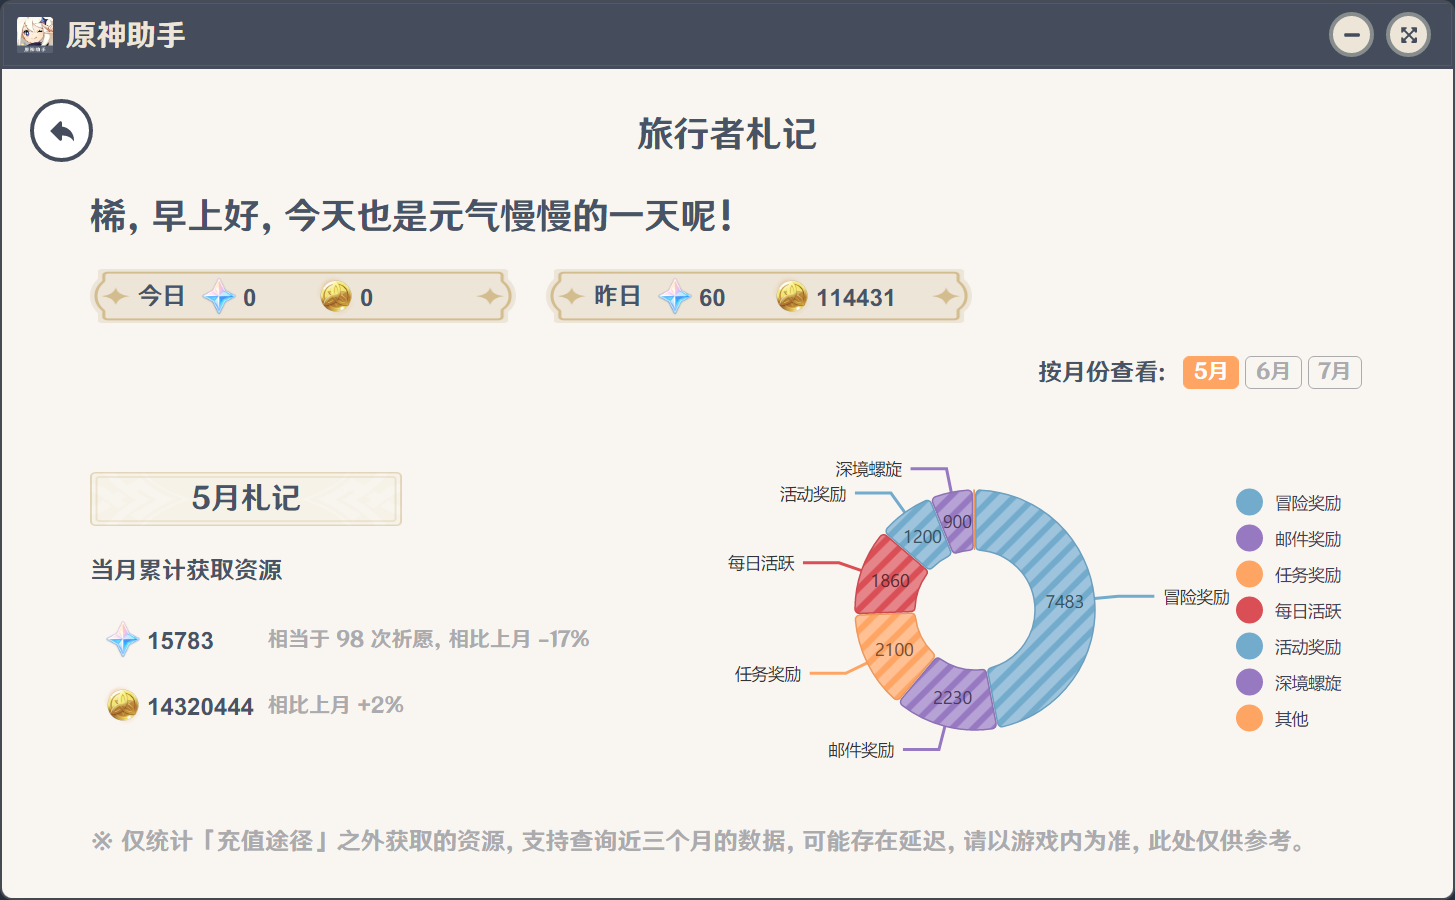 原神助手
旅行者札记
桸, 早上好, 今天也是元气慢慢的一天呢!
今日 0 0
昨日 60 114431
按月份查看: 5月 6月 7月
5月札记
当月累计获取资源
15783 相当于 98 次祈愿, 相比上月 -17%
14320444 相比上月 +2%
深境螺旋
活动奖励
每日活跃
任务奖励
邮件奖励
冒险奖励
900
1200
1860
2100
2230
7483
冒险奖励
邮件奖励
任务奖励
每日活跃
活动奖励
深境螺旋
其他
※ 仅统计「充值途径」之外获取的资源, 支持查询近三个月的数据, 可能存在延迟, 请以游戏内为准, 此处仅供参考。